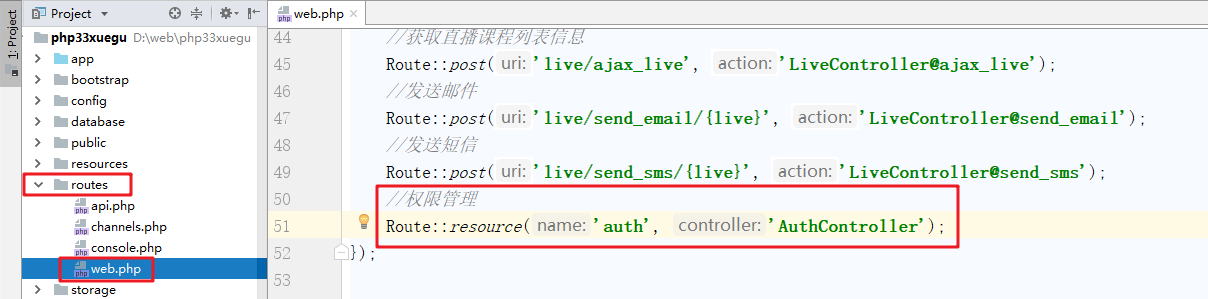 1: Project
Project
php33xuegu D:\web\php33xuegu
app
bootstrap
config
database
public
resources
routes
api.php
channels.php
console.php
web.php
storage
web.php
44 //获取直播课程列表信息
45 Route::post( uri: 'live/ajax_live', action: 'LiveController@ajax_live');
46 //发送邮件
47 Route::post( uri: 'live/send_email/{live}', action: 'LiveController@send_email');
48 //发送短信
49 Route::post( uri: 'live/send_sms/{live}', action: 'LiveController@send_sms');
50 //权限管理
51 Route::resource( name: 'auth', controller: 'AuthController');
52 });
53